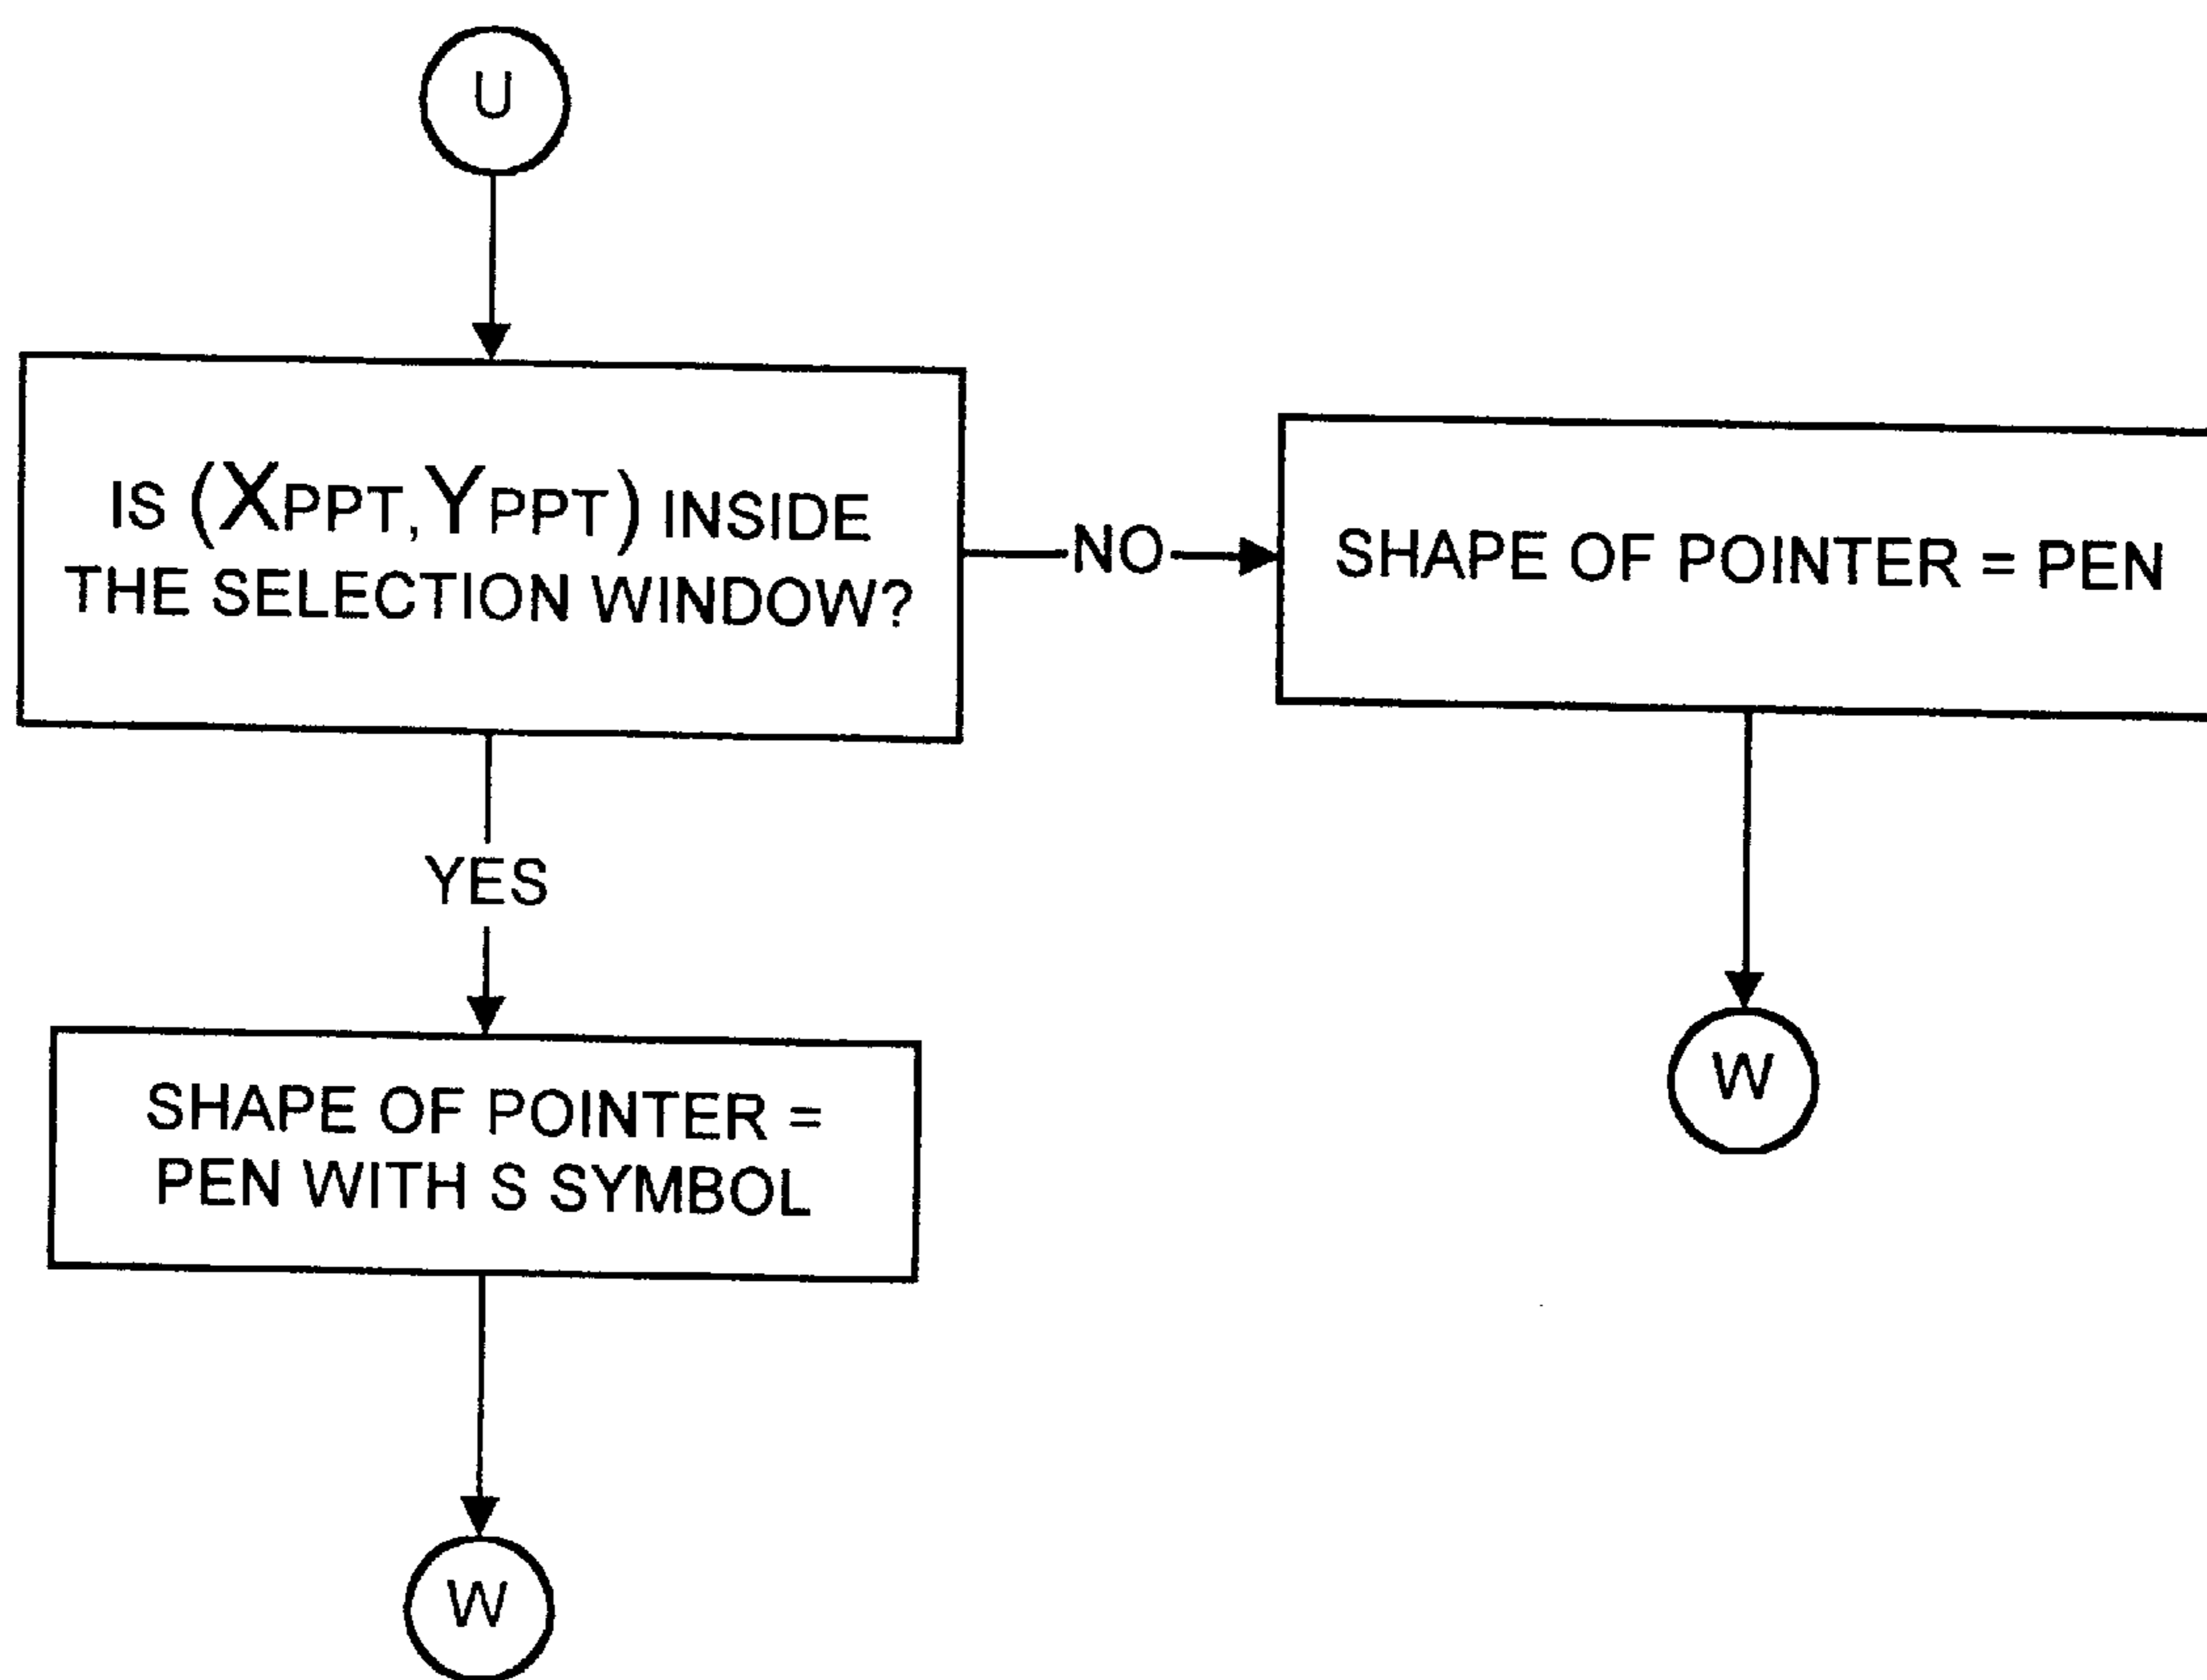 U
IS (XPPT, YPPT) INSIDE
THE SELECTION WINDOW?
NO
SHAPE OF POINTER = PEN
YES
SHAPE OF POINTER =
PEN WITH S SYMBOL
W
W